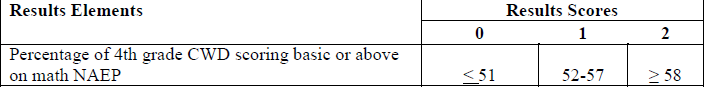 Results Elements Results Scores
0 1 2
Percentage of 4th grade CWD scoring basic or above
on math NAEP ≤ 51 52-57 ≥ 58